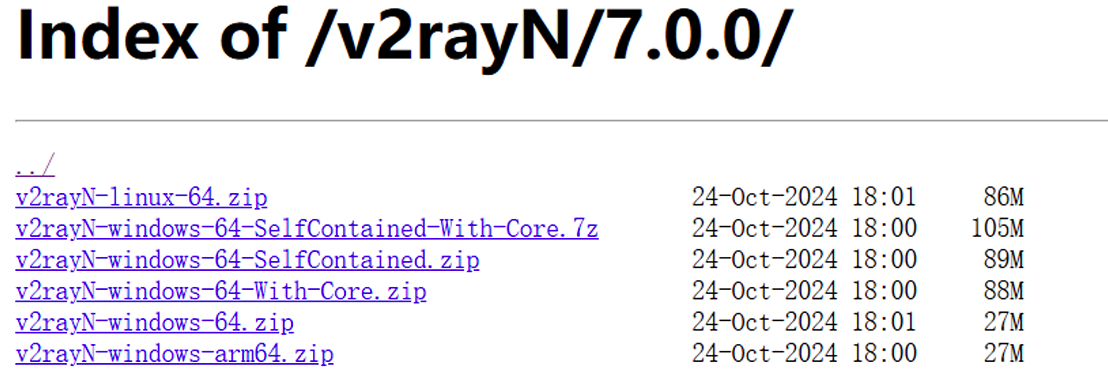 Index of /v2rayN/7.0.0/
../
v2rayN-linux-64.zip 24-Oct-2024 18:01 86M
v2rayN-windows-64-SelfContained-With-Core.7z 24-Oct-2024 18:00 105M
v2rayN-windows-64-SelfContained.zip 24-Oct-2024 18:00 89M
v2rayN-windows-64-With-Core.zip 24-Oct-2024 18:00 88M
v2rayN-windows-64.zip 24-Oct-2024 18:01 27M
v2rayN-windows-arm64.zip 24-Oct-2024 18:00 27M